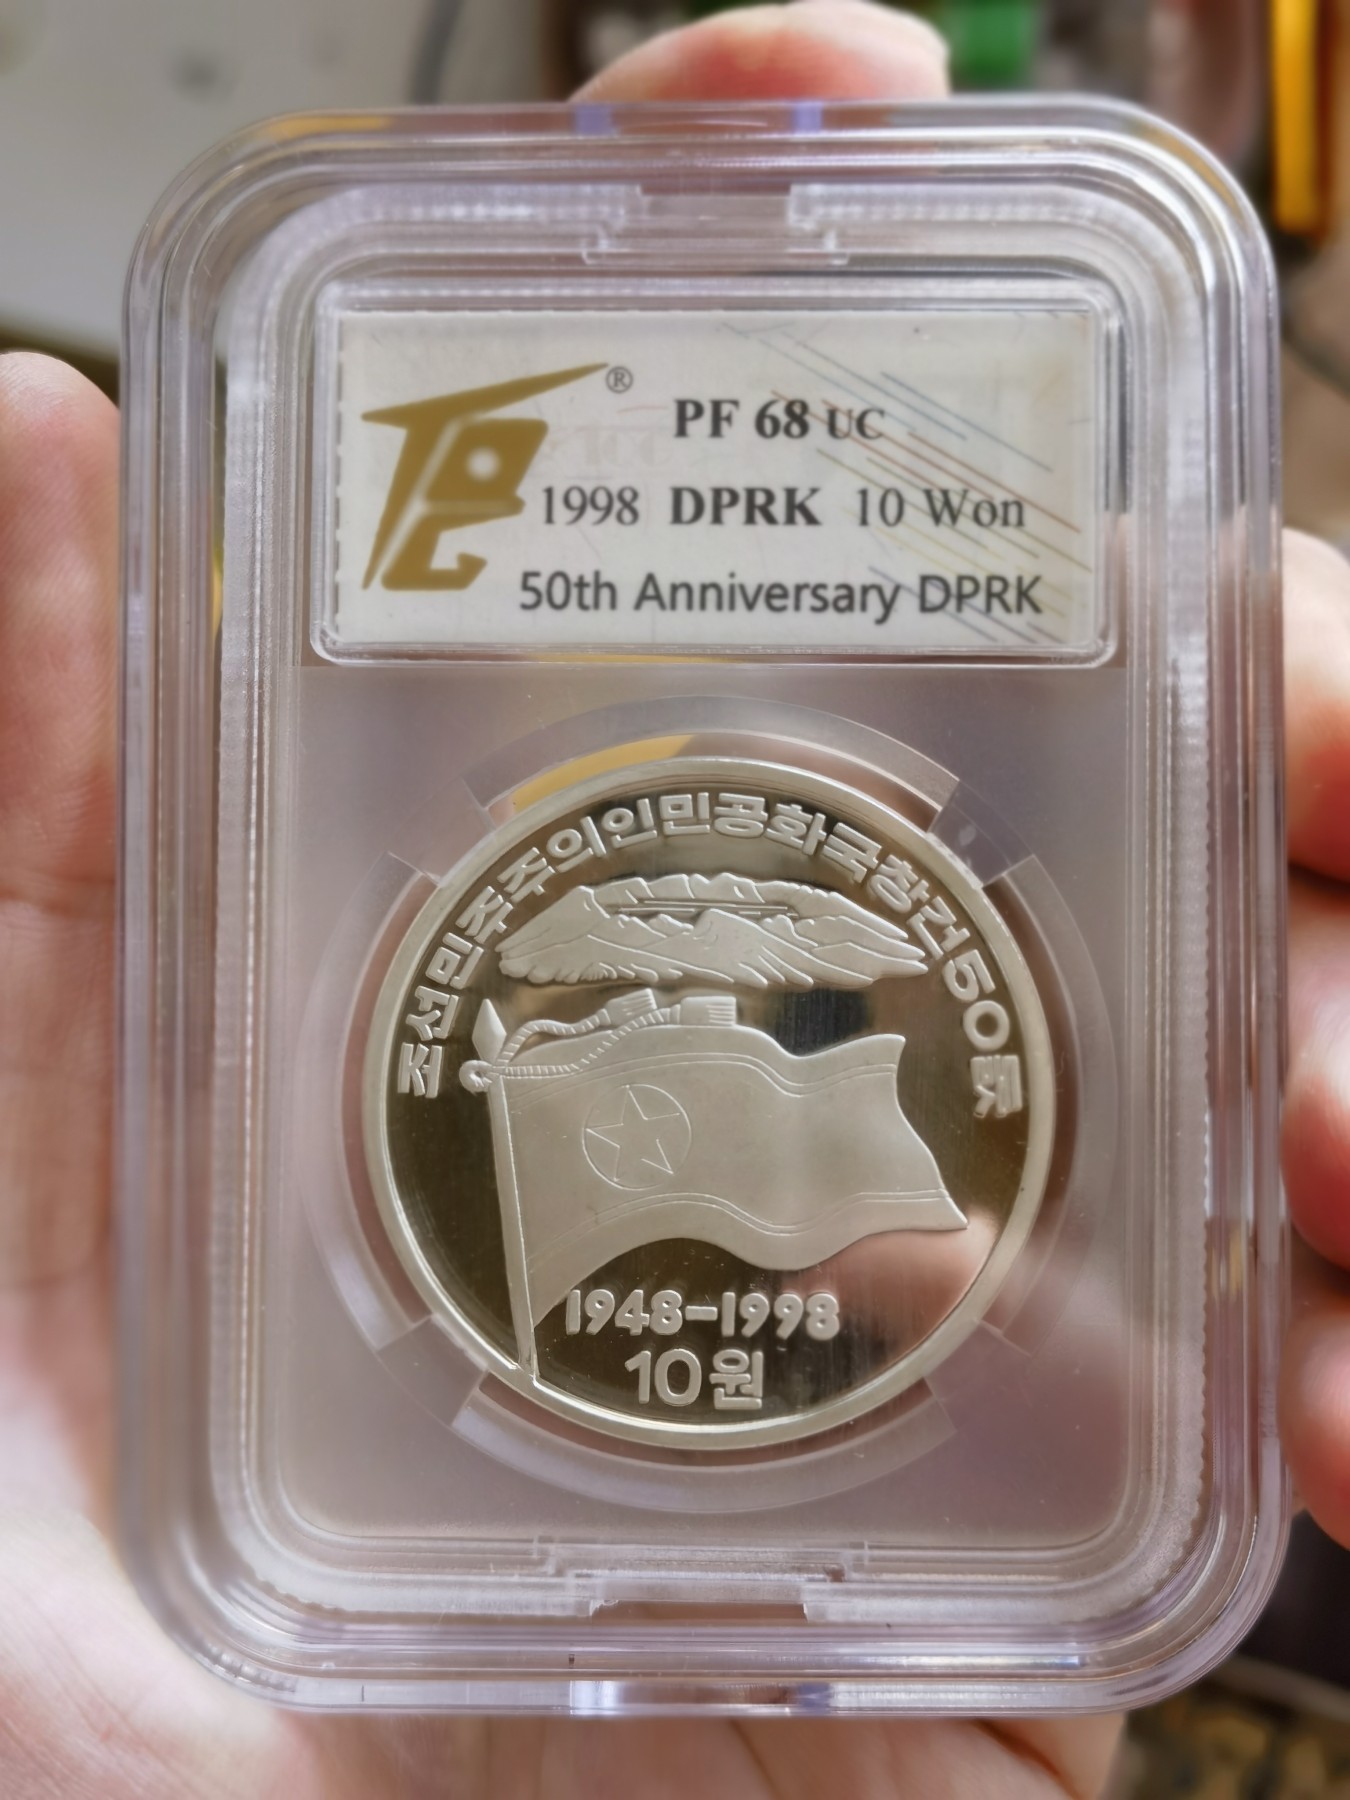 ®
PF 68 UC
1998 DPRK 10 Won
50th Anniversary DPRK
조선민주주의인민공화국창건50돐
1948-1998
10원